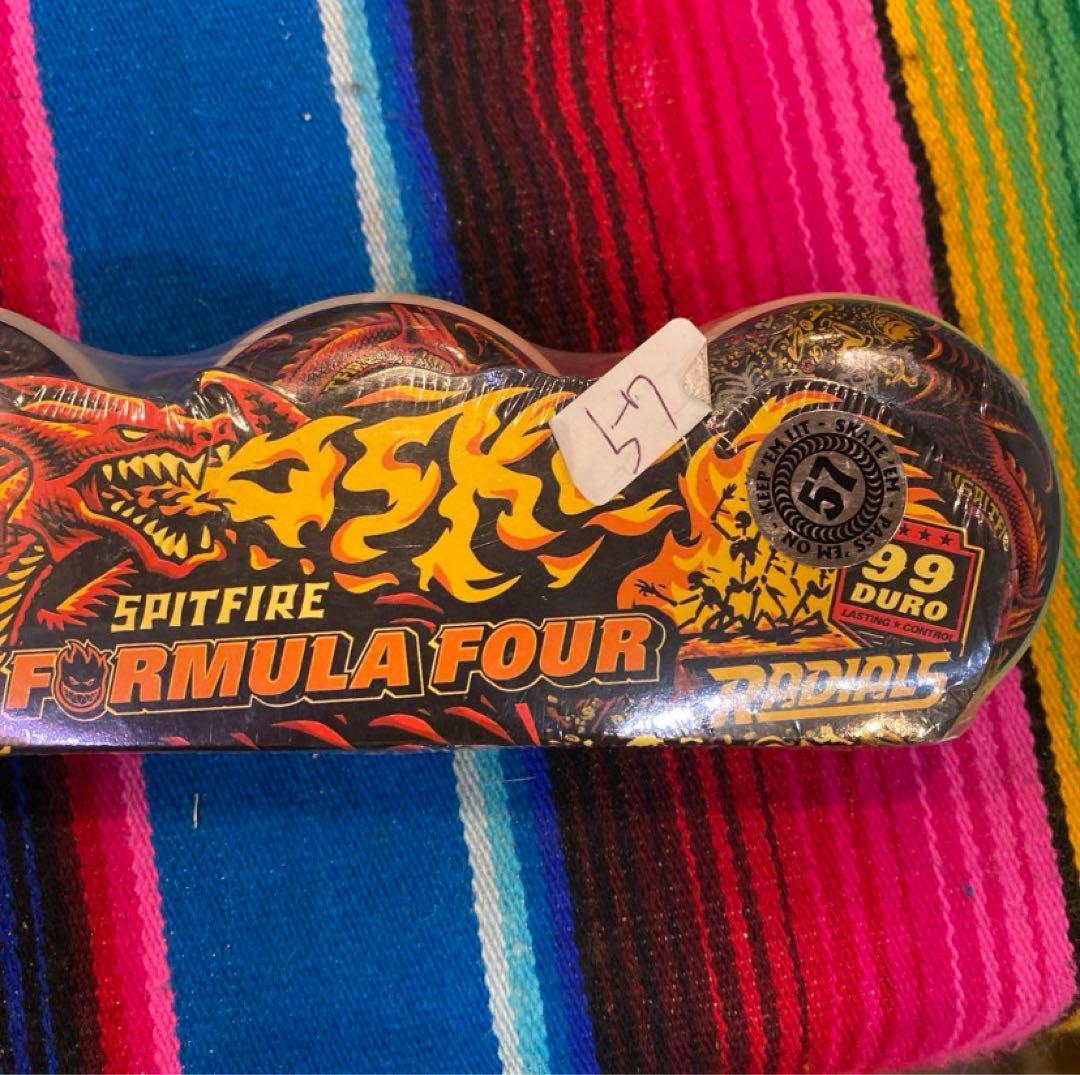 57
KEEP 'EM LIT - SKATE 'EM - PASS 'EM ON -
57
99
DURO
LASTING ★ CONTROL
SPITFIRE
FORMULA FOUR
RADIALS